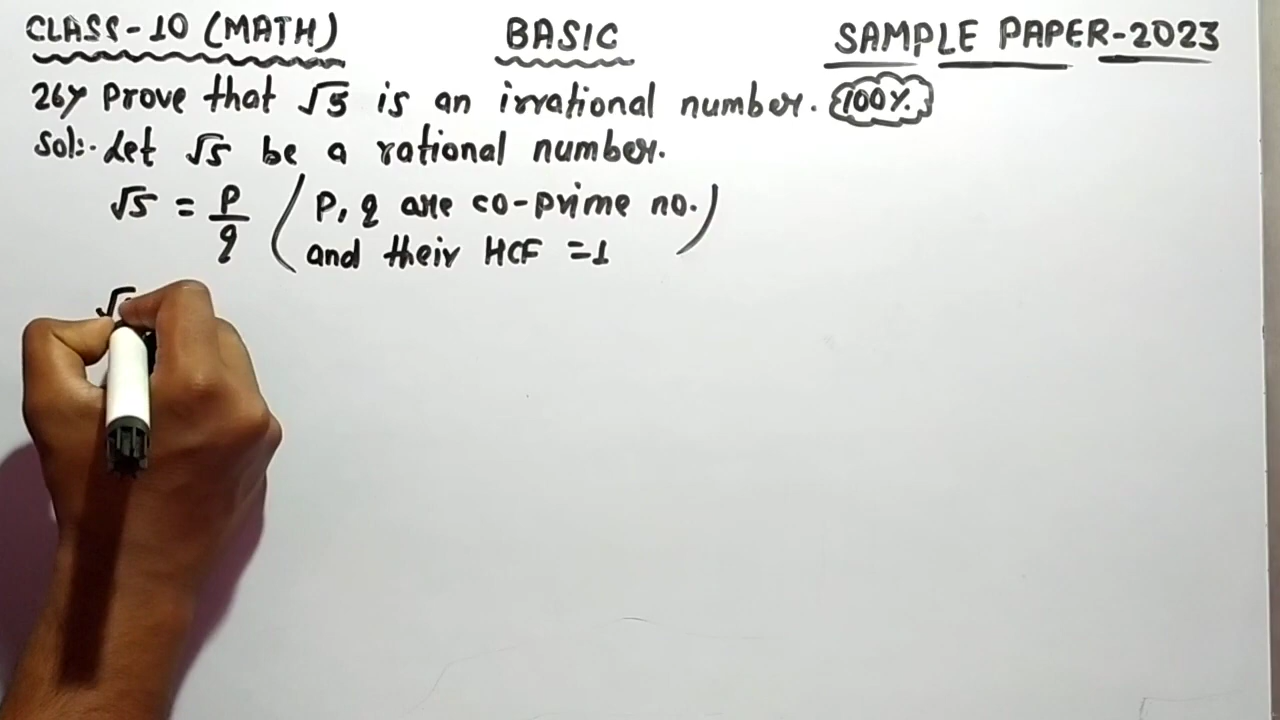 CLASS-10 (MATH) BASIC SAMPLE PAPER-2023
26y Prove that √5 is an irrational number. 100%.
Sol:- Let √5 be a rational number.
√5 = P/q (P, q are co-prime no.
and their HCF =1)
√